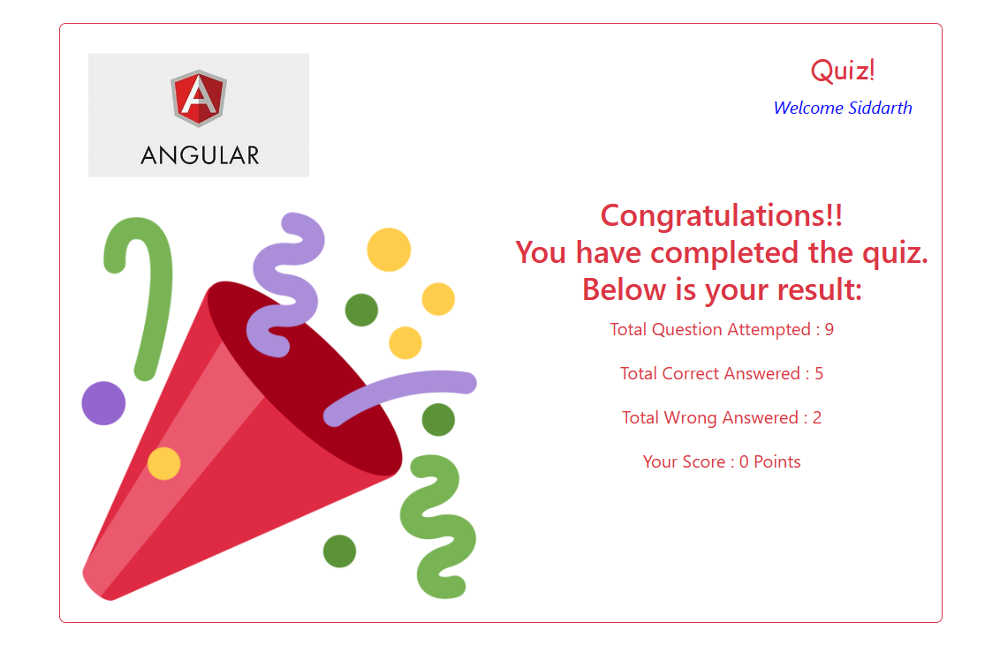 ANGULAR
Quiz!
Welcome Siddarth
Congratulations!!
You have completed the quiz.
Below is your result:
Total Question Attempted : 9
Total Correct Answered : 5
Total Wrong Answered : 2
Your Score : 0 Points